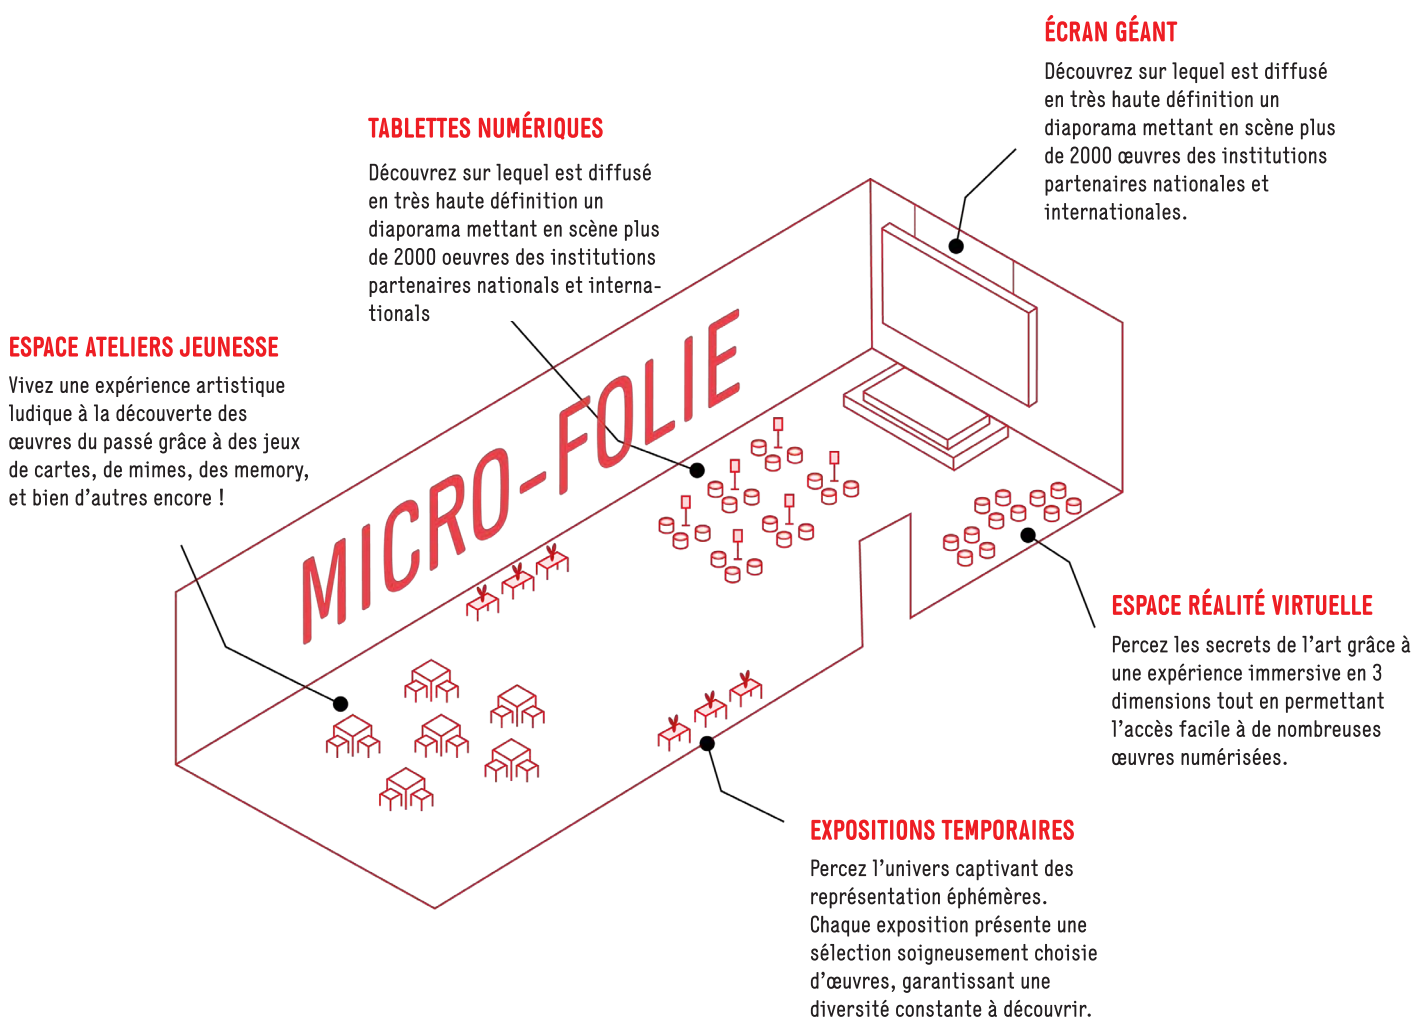 ÉCRAN GÉANT
Découvrez sur lequel est diffusé
en très haute définition un
diaporama mettant en scène plus
de 2000 œuvres des institutions
partenaires nationales et
internationales.
TABLETTES NUMÉRIQUES
Découvrez sur lequel est diffusé
en très haute définition un
diaporama mettant en scène plus
de 2000 oeuvres des institutions
partenaires nationals et interna-
tionals
ESPACE ATELIERS JEUNESSE
Vivez une expérience artistique
ludique à la découverte des
œuvres du passé grâce à des jeux
de cartes, de mimes, des memory,
et bien d'autres encore !
MICRO-FOLIE
ESPACE RÉALITÉ VIRTUELLE
Percez les secrets de l'art grâce à
une expérience immersive en 3
dimensions tout en permettant
l'accès facile à de nombreuses
œuvres numérisées.
EXPOSITIONS TEMPORAIRES
Percez l'univers captivant des
représentation éphémères.
Chaque exposition présente une
sélection soigneusement choisie
d'œuvres, garantissant une
diversité constante à découvrir.